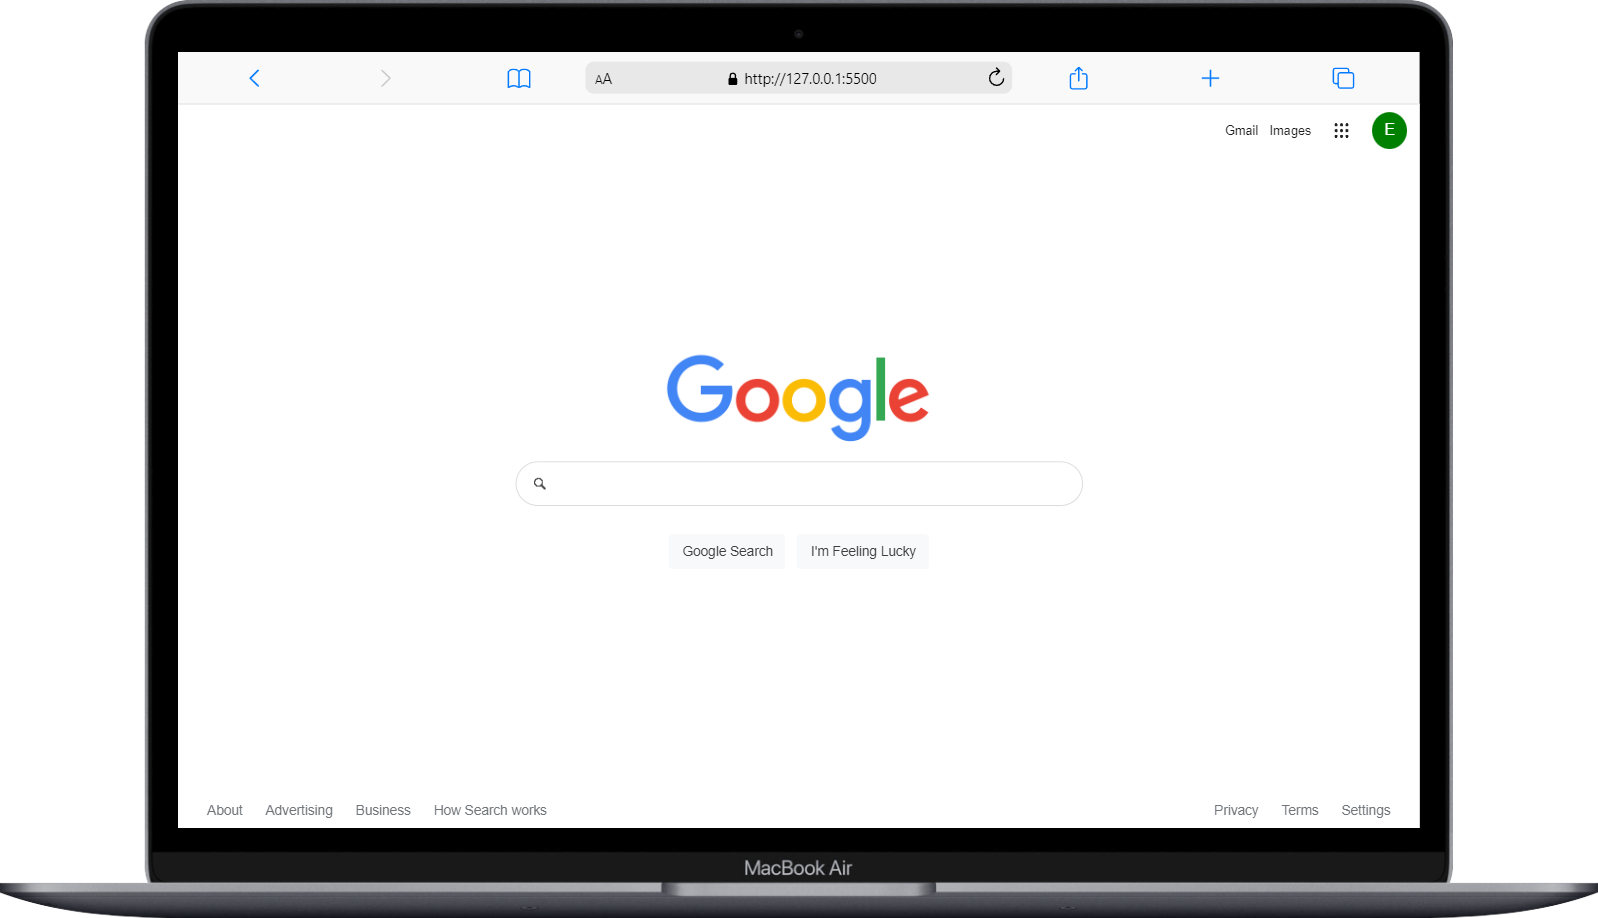 AA http://127.0.0.1:5500
Gmail Images E
Google
Google Search I'm Feeling Lucky
About Advertising Business How Search works Privacy Terms Settings
MacBook Air